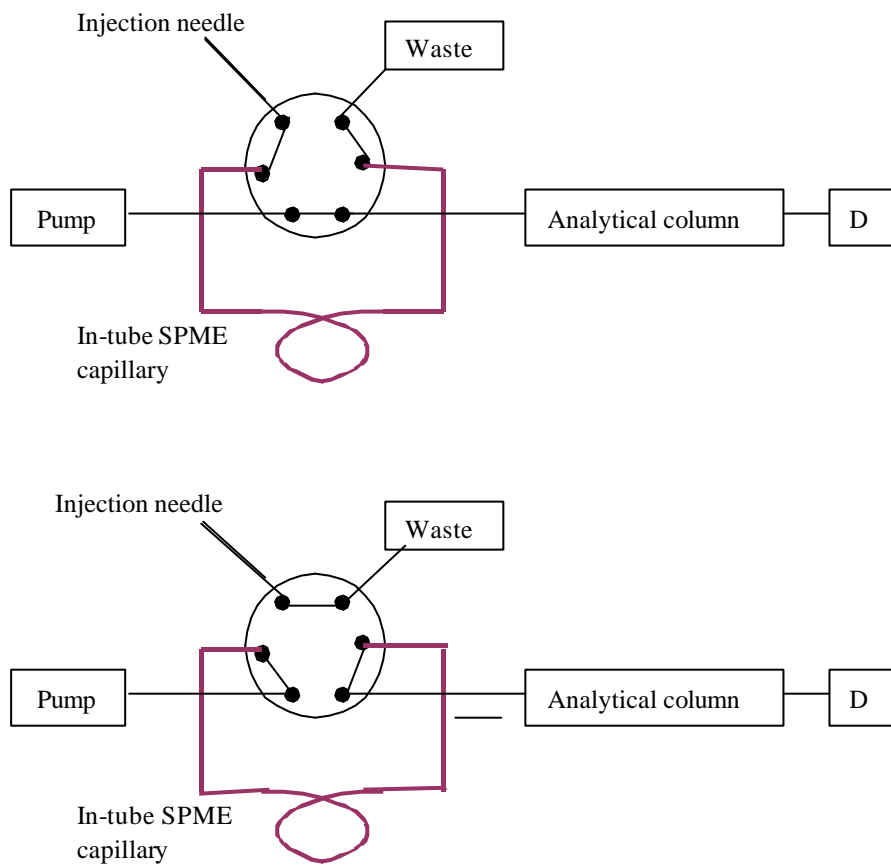 Injection needle
Waste
Pump
Analytical column
D
In-tube SPME
capillary
Injection needle
Waste
Pump
Analytical column
D
In-tube SPME
capillary